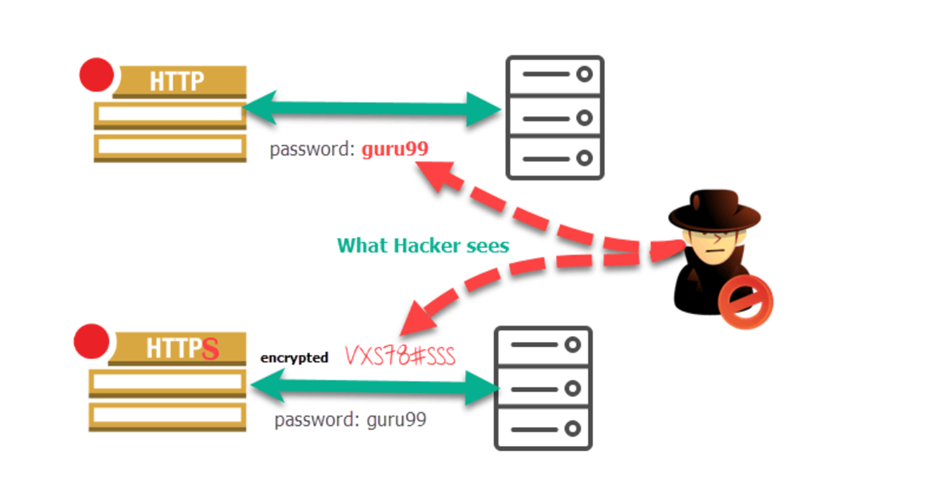 HTTP
password: guru99
What Hacker sees
HTTPS
encrypted VXS78#SSS
password: guru99